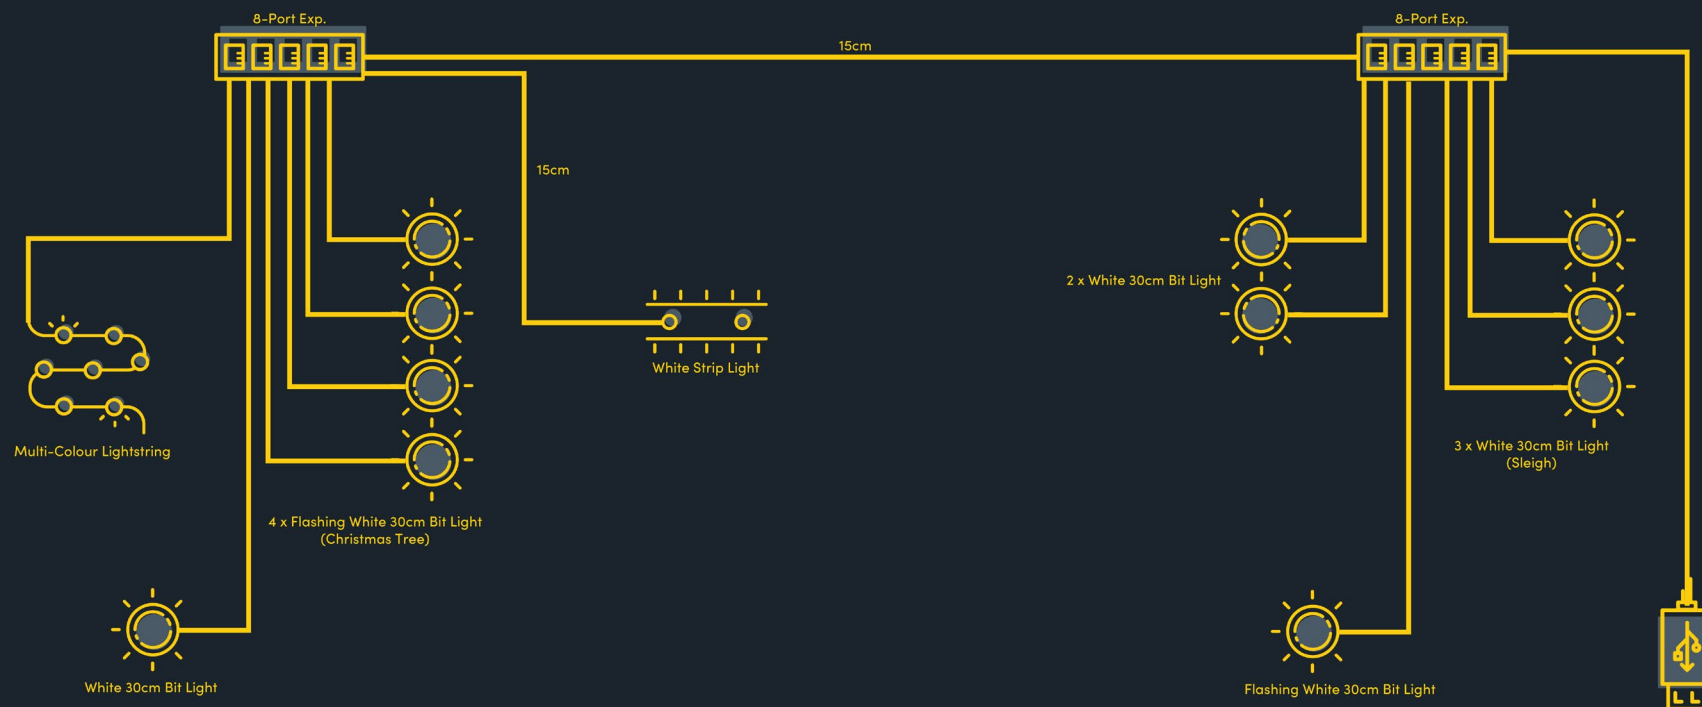 8-Port Exp.
8-Port Exp.
15cm
15cm
2 x White 30cm Bit Light
White Strip Light
Multi-Colour Lightstring
3 x White 30cm Bit Light
(Sleigh)
4 x Flashing White 30cm Bit Light
(Christmas Tree)
White 30cm Bit Light
Flashing White 30cm Bit Light